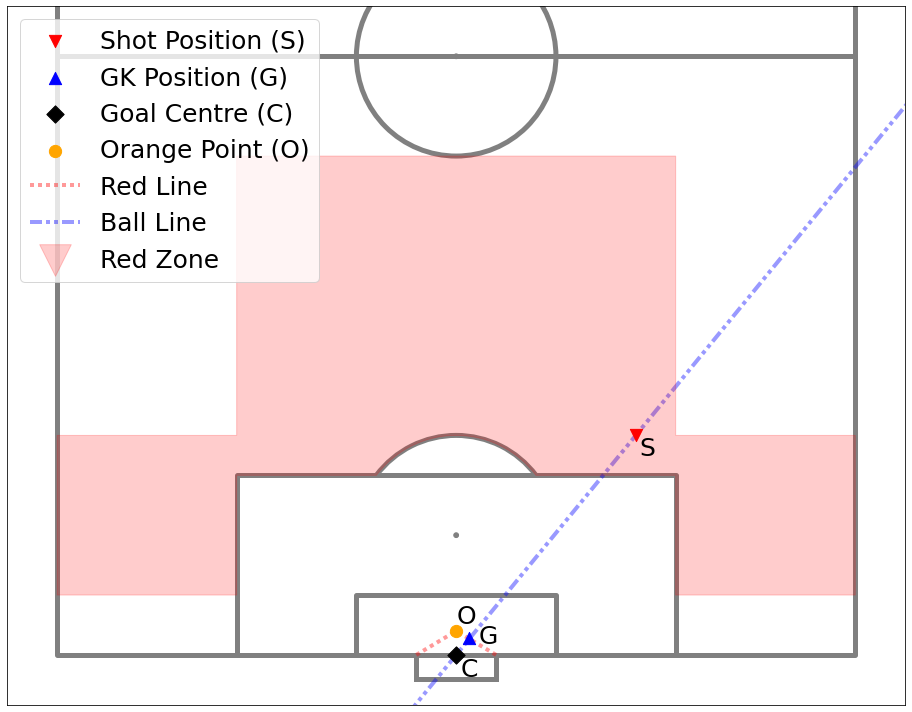 Shot Position (S)
GK Position (G)
Goal Centre (C)
Orange Point (O)
Red Line
Ball Line
Red Zone
S
O
G
C